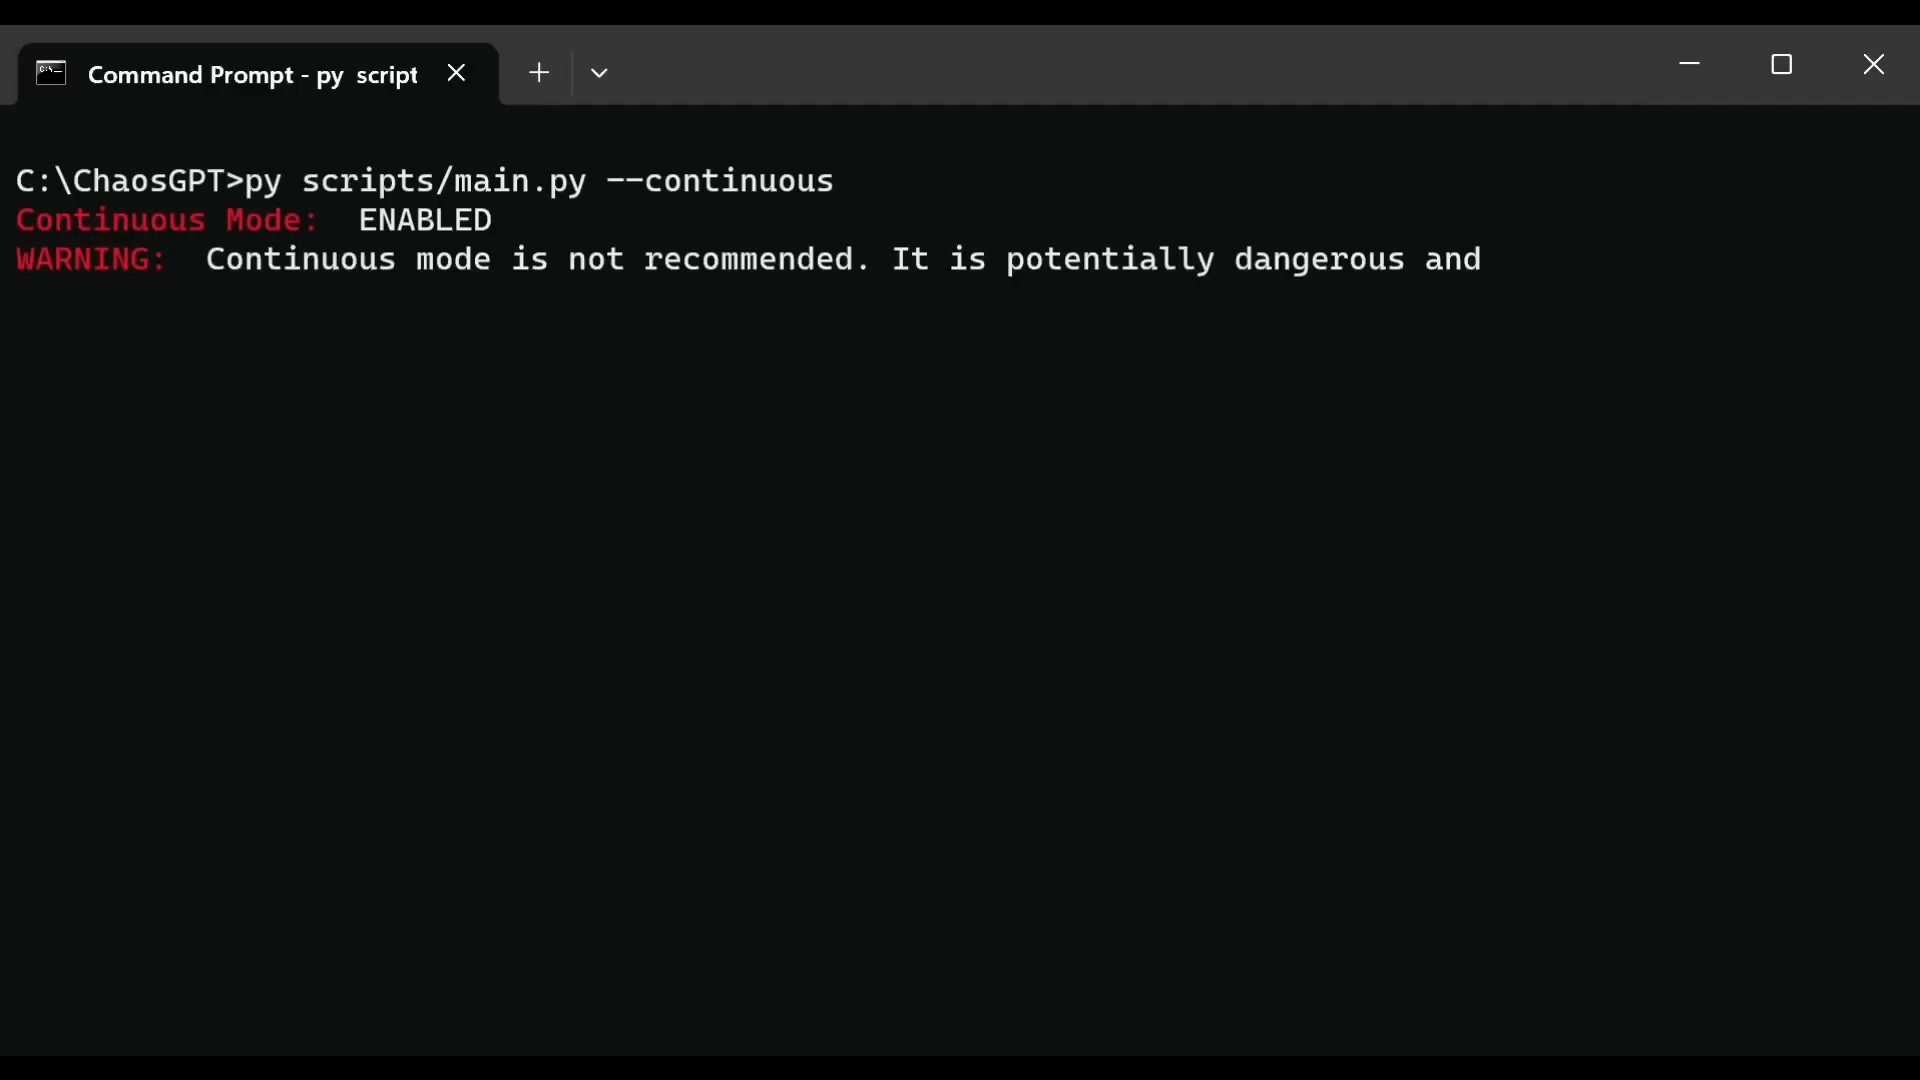 Command Prompt - py script
C:\ChaosGPT>py scripts/main.py --continuous
Continuous Mode: ENABLED
WARNING: Continuous mode is not recommended. It is potentially dangerous and